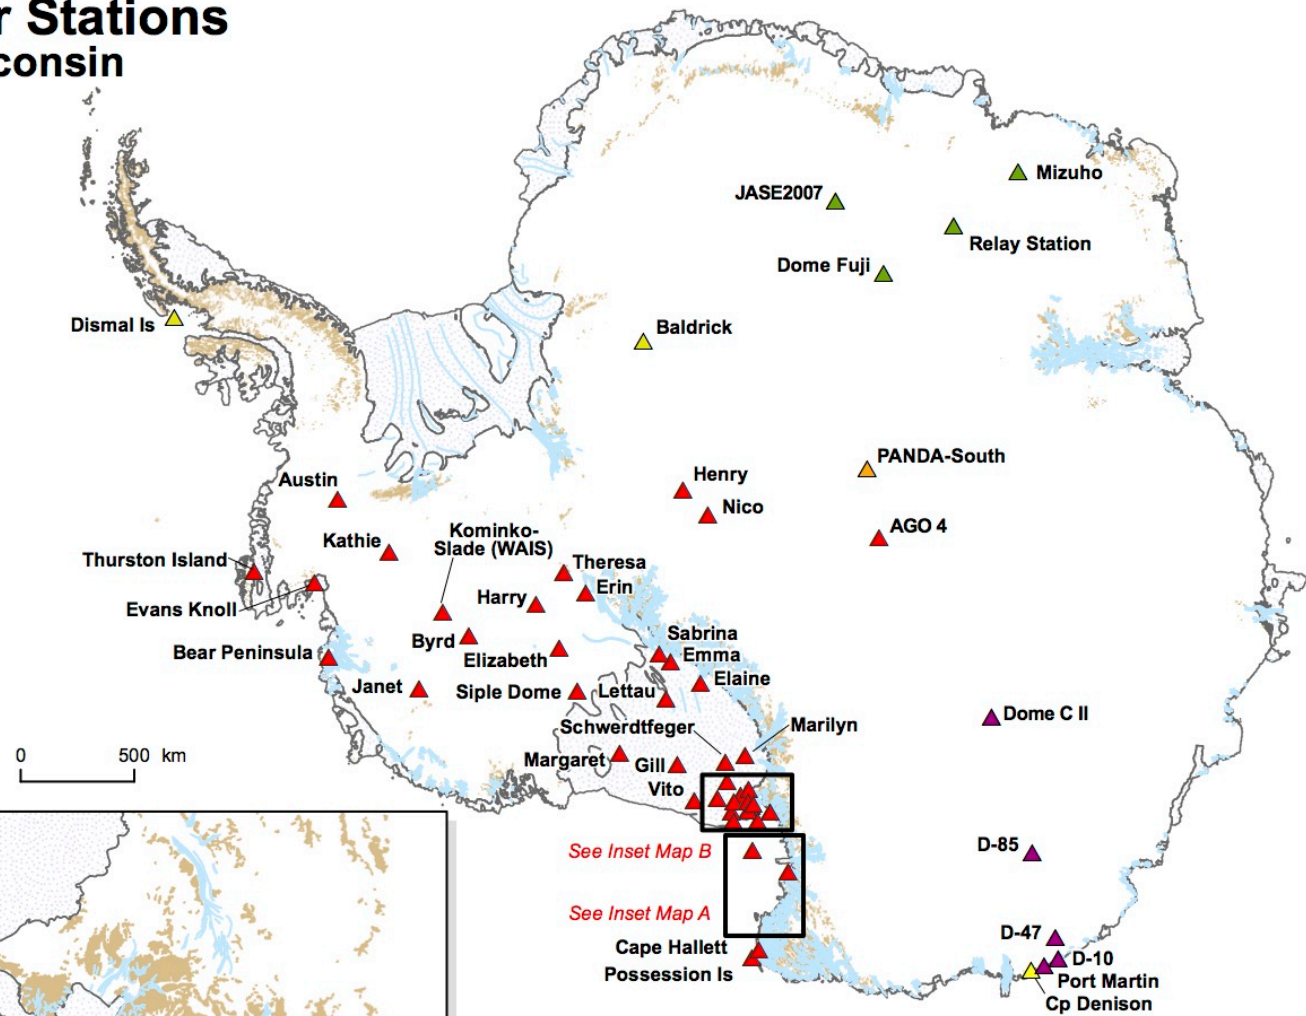 r Stations
consin
Mizuho
JASE2007
Relay Station
Dome Fuji
Dismal Is
Baldrick
PANDA-South
Henry
Austin
Nico
AGO 4
Kominko-
Slade (WAIS)
Kathie
Thurston Island
Theresa
Erin
Harry
Evans Knoll
Sabrina
Byrd
Emma
Bear Peninsula
Elizabeth
Elaine
Janet
Siple Dome
Lettau
Dome C II
Schwerdtfeger
Marilyn
0 500 km
Margaret
Gill
Vito
D-85
See Inset Map B
See Inset Map A
D-47
Cape Hallett
D-10
Possession Is
Port Martin
Cp Denison